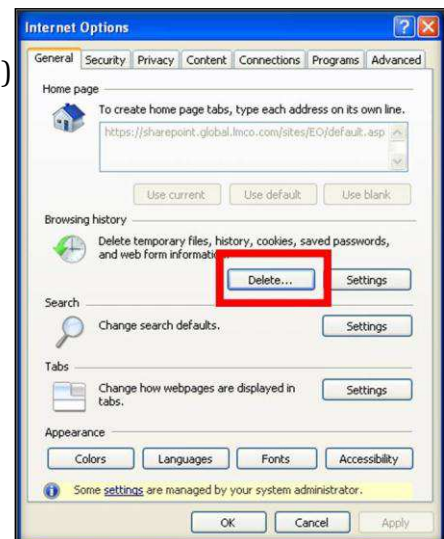 Internet Options
)
General Security Privacy Content Connections Programs Advanced
Home page
To create home page tabs, type each address on its own line.
https://sharepoint.global.lmco.com/sites/EO/default.asp
Use current Use default Use blank
Browsing history
Delete temporary files, history, cookies, saved passwords,
and web form information.
Delete... Settings
Search
Change search defaults. Settings
Tabs
Change how webpages are displayed in
tabs.
Settings
Appearance
Colors Languages Fonts Accessibility
Some settings are managed by your system administrator.
OK Cancel Apply